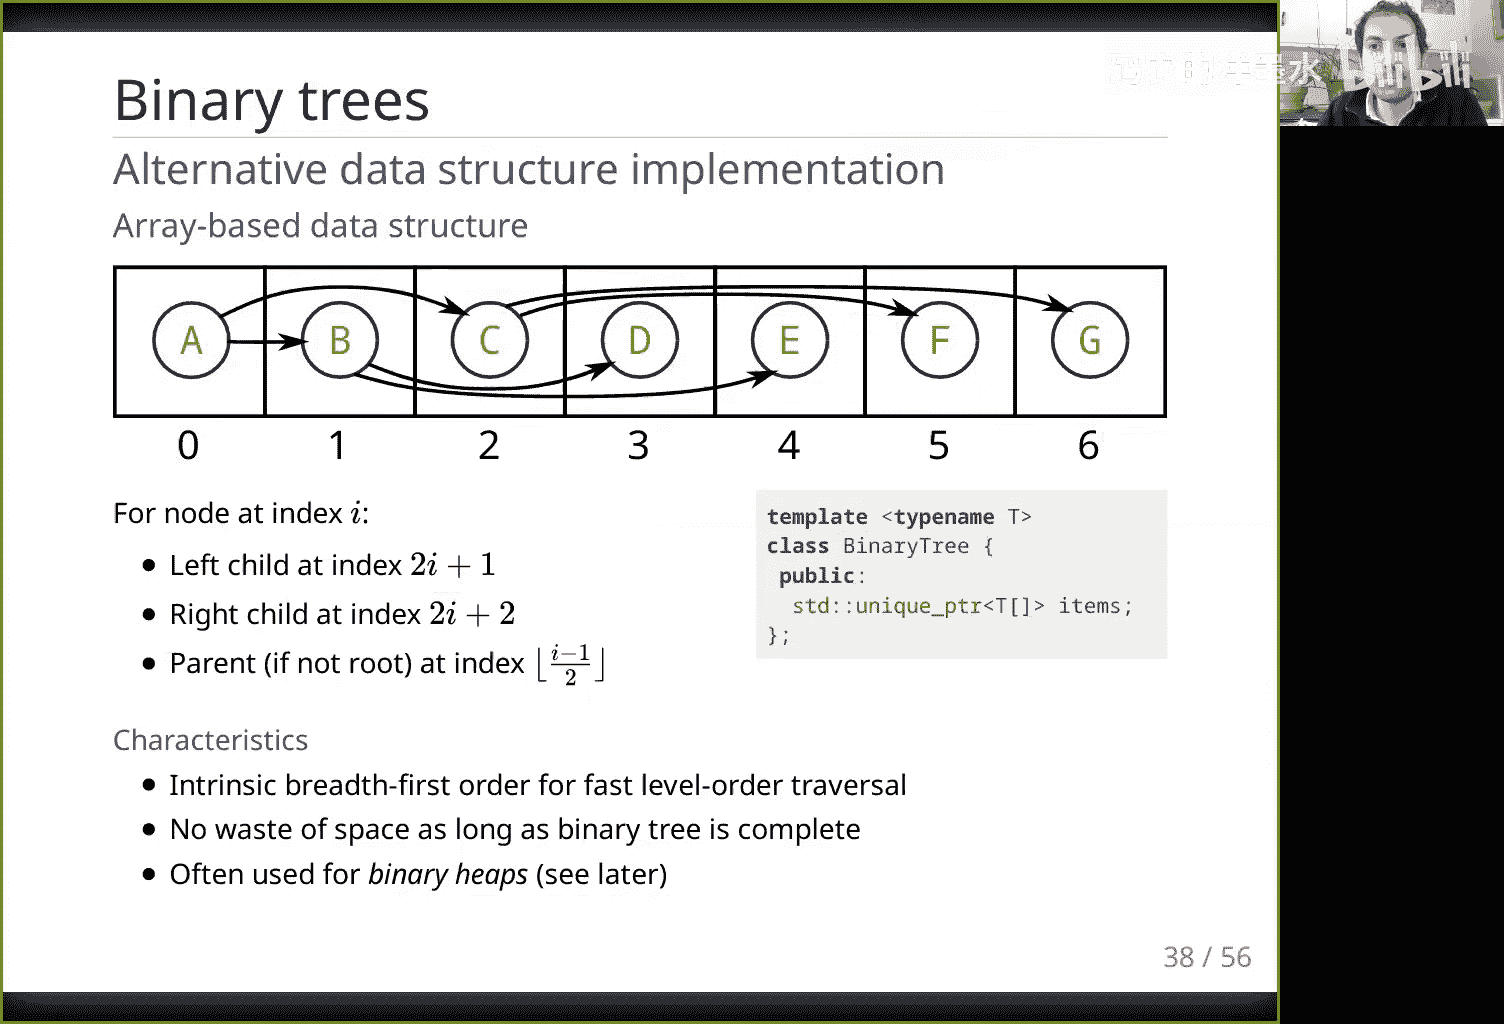 Binary trees
Alternative data structure implementation
Array-based data structure
A B C D E F G
0 1 2 3 4 5 6
For node at index i:
• Left child at index 2i + 1
• Right child at index 2i + 2
• Parent (if not root) at index ⌊(i−1)/2⌋
template <typename T>
class BinaryTree {
public:
std::unique_ptr<T[]> items;
};
Characteristics
• Intrinsic breadth-first order for fast level-order traversal
• No waste of space as long as binary tree is complete
• Often used for binary heaps (see later)
38 / 56
bilibili